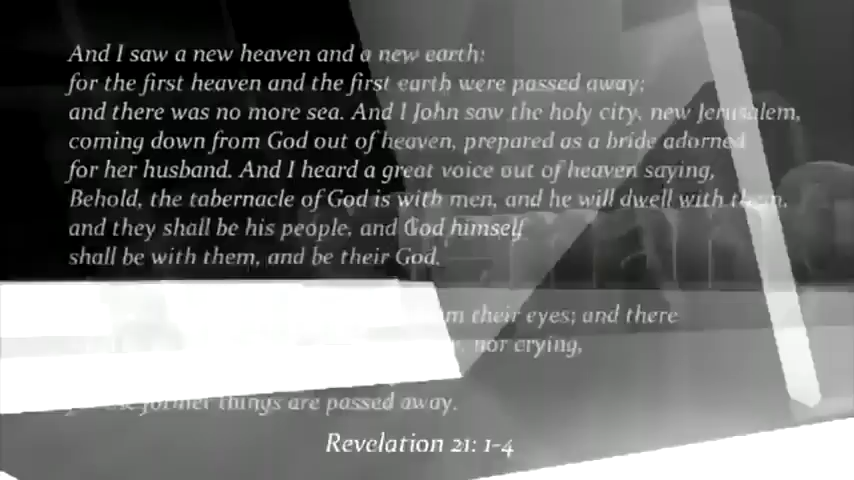 And I saw a new heaven and a new earth:
for the first heaven and the first earth were passed away;
and there was no more sea. And I John saw the holy city, new Jerusalem,
coming down from God out of heaven, prepared as a bride adorned
for her husband. And I heard a great voice out of heaven saying,
Behold, the tabernacle of God is with men, and he will dwell with them,
and they shall be his people, and God himself
shall be with them, and be their God.
their eyes; and there
nor crying,
former things are passed away.
Revelation 21: 1-4